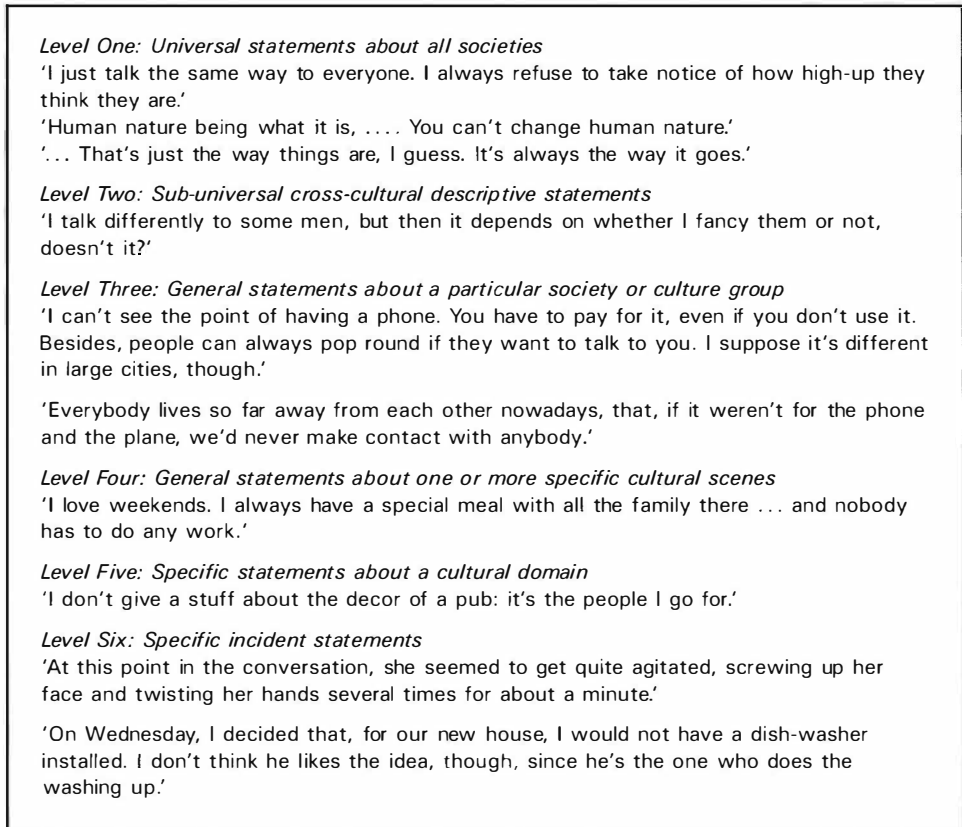 Level One: Universal statements about all societies
'I just talk the same way to everyone. I always refuse to take notice of how high-up they
think they are.'
'Human nature being what it is, .... You can't change human nature.'
'... That's just the way things are, I guess. It's always the way it goes.'
Level Two: Sub-universal cross-cultural descriptive statements
'I talk differently to some men, but then it depends on whether I fancy them or not,
doesn't it?'
Level Three: General statements about a particular society or culture group
'I can't see the point of having a phone. You have to pay for it, even if you don't use it.
Besides, people can always pop round if they want to talk to you. I suppose it's different
in large cities, though.'
'Everybody lives so far away from each other nowadays, that, if it weren't for the phone
and the plane, we'd never make contact with anybody.'
Level Four: General statements about one or more specific cultural scenes
'I love weekends. I always have a special meal with all the family there ... and nobody
has to do any work.'
Level Five: Specific statements about a cultural domain
'I don't give a stuff about the decor of a pub: it's the people I go for.'
Level Six: Specific incident statements
'At this point in the conversation, she seemed to get quite agitated, screwing up her
face and twisting her hands several times for about a minute.'
'On Wednesday, I decided that, for our new house, I would not have a dish-washer
installed. I don't think he likes the idea, though, since he's the one who does the
washing up.'